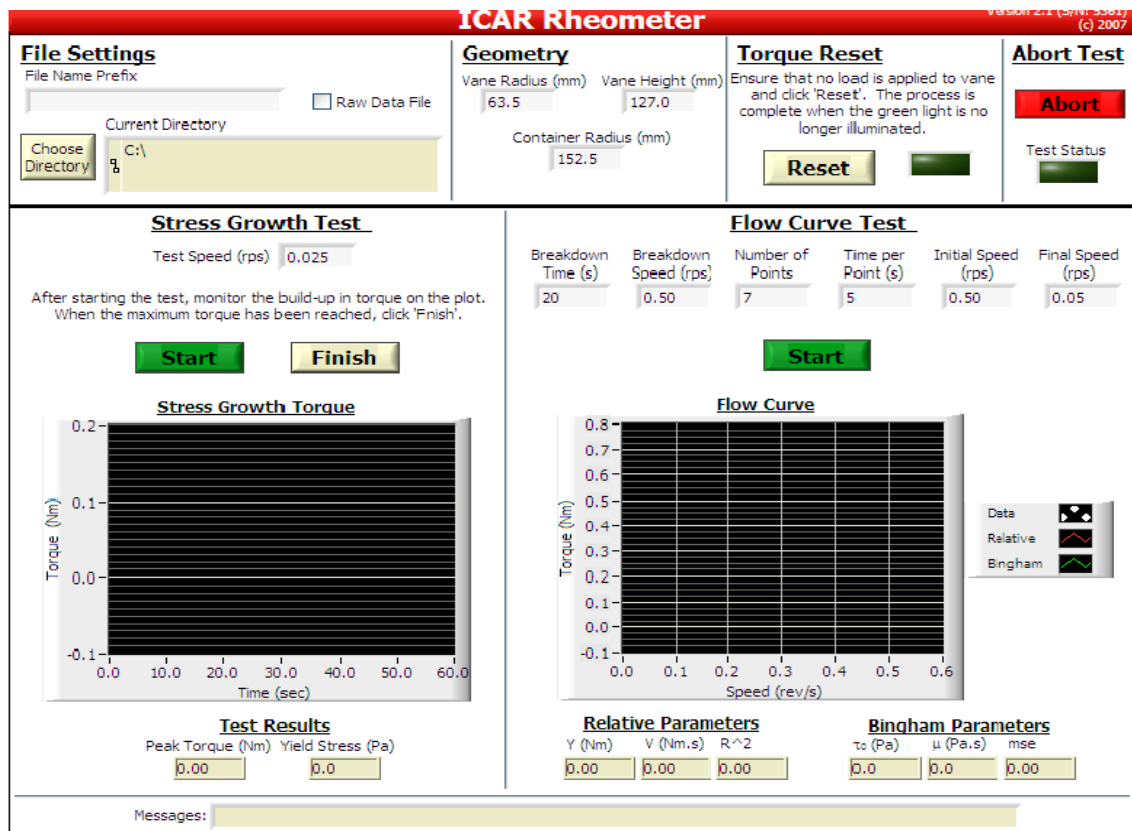 ICAR Rheometer
Version 2.1 (S/N: 3361)
(c) 2007
File Settings
File Name Prefix
Raw Data File
Current Directory
Choose Directory
C:\
Geometry
Vane Radius (mm) Vane Height (mm)
63.5 127.0
Container Radius (mm)
152.5
Torque Reset
Ensure that no load is applied to vane
and click 'Reset'. The process is
complete when the green light is no
longer illuminated.
Reset
Abort Test
Abort
Test Status
Stress Growth Test
Test Speed (rps) 0.025
After starting the test, monitor the build-up in torque on the plot.
When the maximum torque has been reached, click 'Fnish'.
Start Finish
Stress Growth Torque
Torque (Nm)
0.2
0.1
0.0
-0.1
0.0 10.0 20.0 30.0 40.0 50.0 60.0
Time (sec)
Test Results
Peak Torque (Nm) Yield Stress (Pa)
0.00 0.0
Flow Curve Test
Breakdown Time (s) Breakdown Speed (rps) Number of Points Time per Point (s) Initial Speed (rps) Final Speed (rps)
20 0.50 7 5 0.50 0.05
Start
Flow Curve
Torque (Nm)
0.8
0.7
0.6
0.5
0.4
0.3
0.2
0.1
0.0
-0.1
0.0 0.1 0.2 0.3 0.4 0.5 0.6
Speed (rev/s)
Data
Relative
Bingham
Relative Parameters
Y (Nm) V (Nm.s) R^2
0.00 0.00 0.00
Bingham Parameters
τo (Pa) μ (Pa.s) mse
0.0 0.0 0.00
Messages: